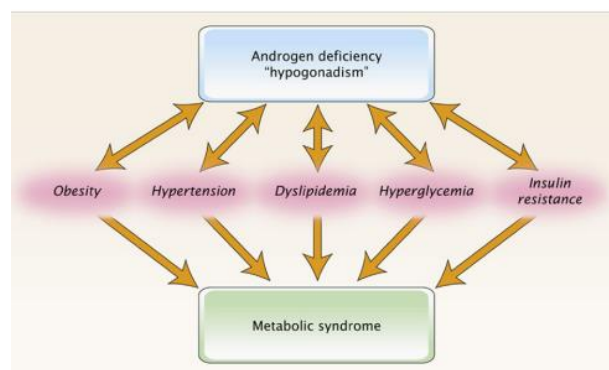 Androgen deficiency
“hypogonadism”
Obesity
Hypertension
Dyslipidemia
Hyperglycemia
Insulin
resistance
Metabolic syndrome